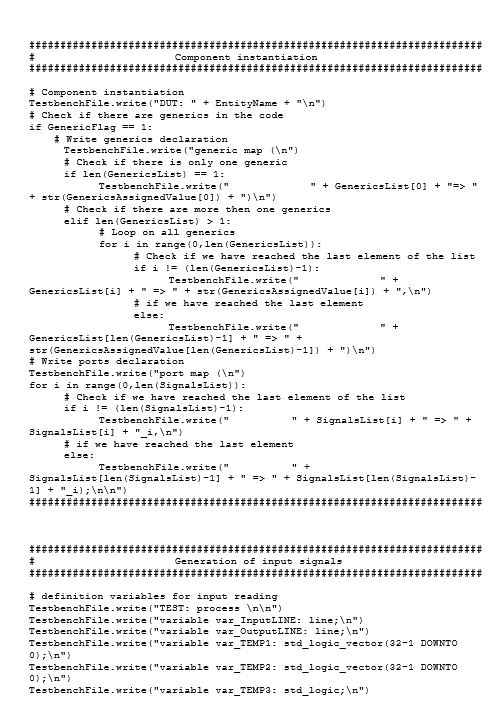 #########################################################################
# Component instantiation
#########################################################################
# Component instantiation
TestbenchFile.write("DUT: " + EntityName + "\n")
# Check if there are generics in the code
if GenericFlag == 1:
# Write generics declaration
TestbenchFile.write("generic map (\n")
# Check if there is only one generic
if len(GenericsList) == 1:
TestbenchFile.write(" " + GenericsList[0] + "=> "
+ str(GenericsAssignedValue[0]) + ")\n")
# Check if there are more then one generics
elif len(GenericsList) > 1:
# Loop on all generics
for i in range(0,len(GenericsList)):
# Check if we have reached the last element of the list
if i != (len(GenericsList)-1):
TestbenchFile.write(" " +
GenericsList[i] + " => " + str(GenericsAssignedValue[i]) + ",\n")
# if we have reached the last element
else:
TestbenchFile.write(" " +
GenericsList[len(GenericsList)-1] + " => " +
str(GenericsAssignedValue[len(GenericsList)-1]) + ")\n")
# Write ports declaration
TestbenchFile.write("port map (\n")
for i in range(0,len(SignalsList)):
# Check if we have reached the last element of the list
if i != (len(SignalsList)-1):
TestbenchFile.write(" " + SignalsList[i] + " => " +
SignalsList[i] + "_i,\n")
# if we have reached the last element
else:
TestbenchFile.write(" " +
SignalsList[len(SignalsList)-1] + " => " + SignalsList[len(SignalsList)-
1] + "_i);\n\n")
#########################################################################
#########################################################################
# Generation of input signals
#########################################################################
# definition variables for input reading
TestbenchFile.write("TEST: process \n\n")
TestbenchFile.write("variable var_InputLINE: line;\n")
TestbenchFile.write("variable var_OutputLINE: line;\n")
TestbenchFile.write("variable var_TEMP1: std_logic_vector(32-1 DOWNTO
0);\n")
TestbenchFile.write("variable var_TEMP2: std_logic_vector(32-1 DOWNTO
0);\n")
TestbenchFile.write("variable var_TEMP3: std_logic;\n")